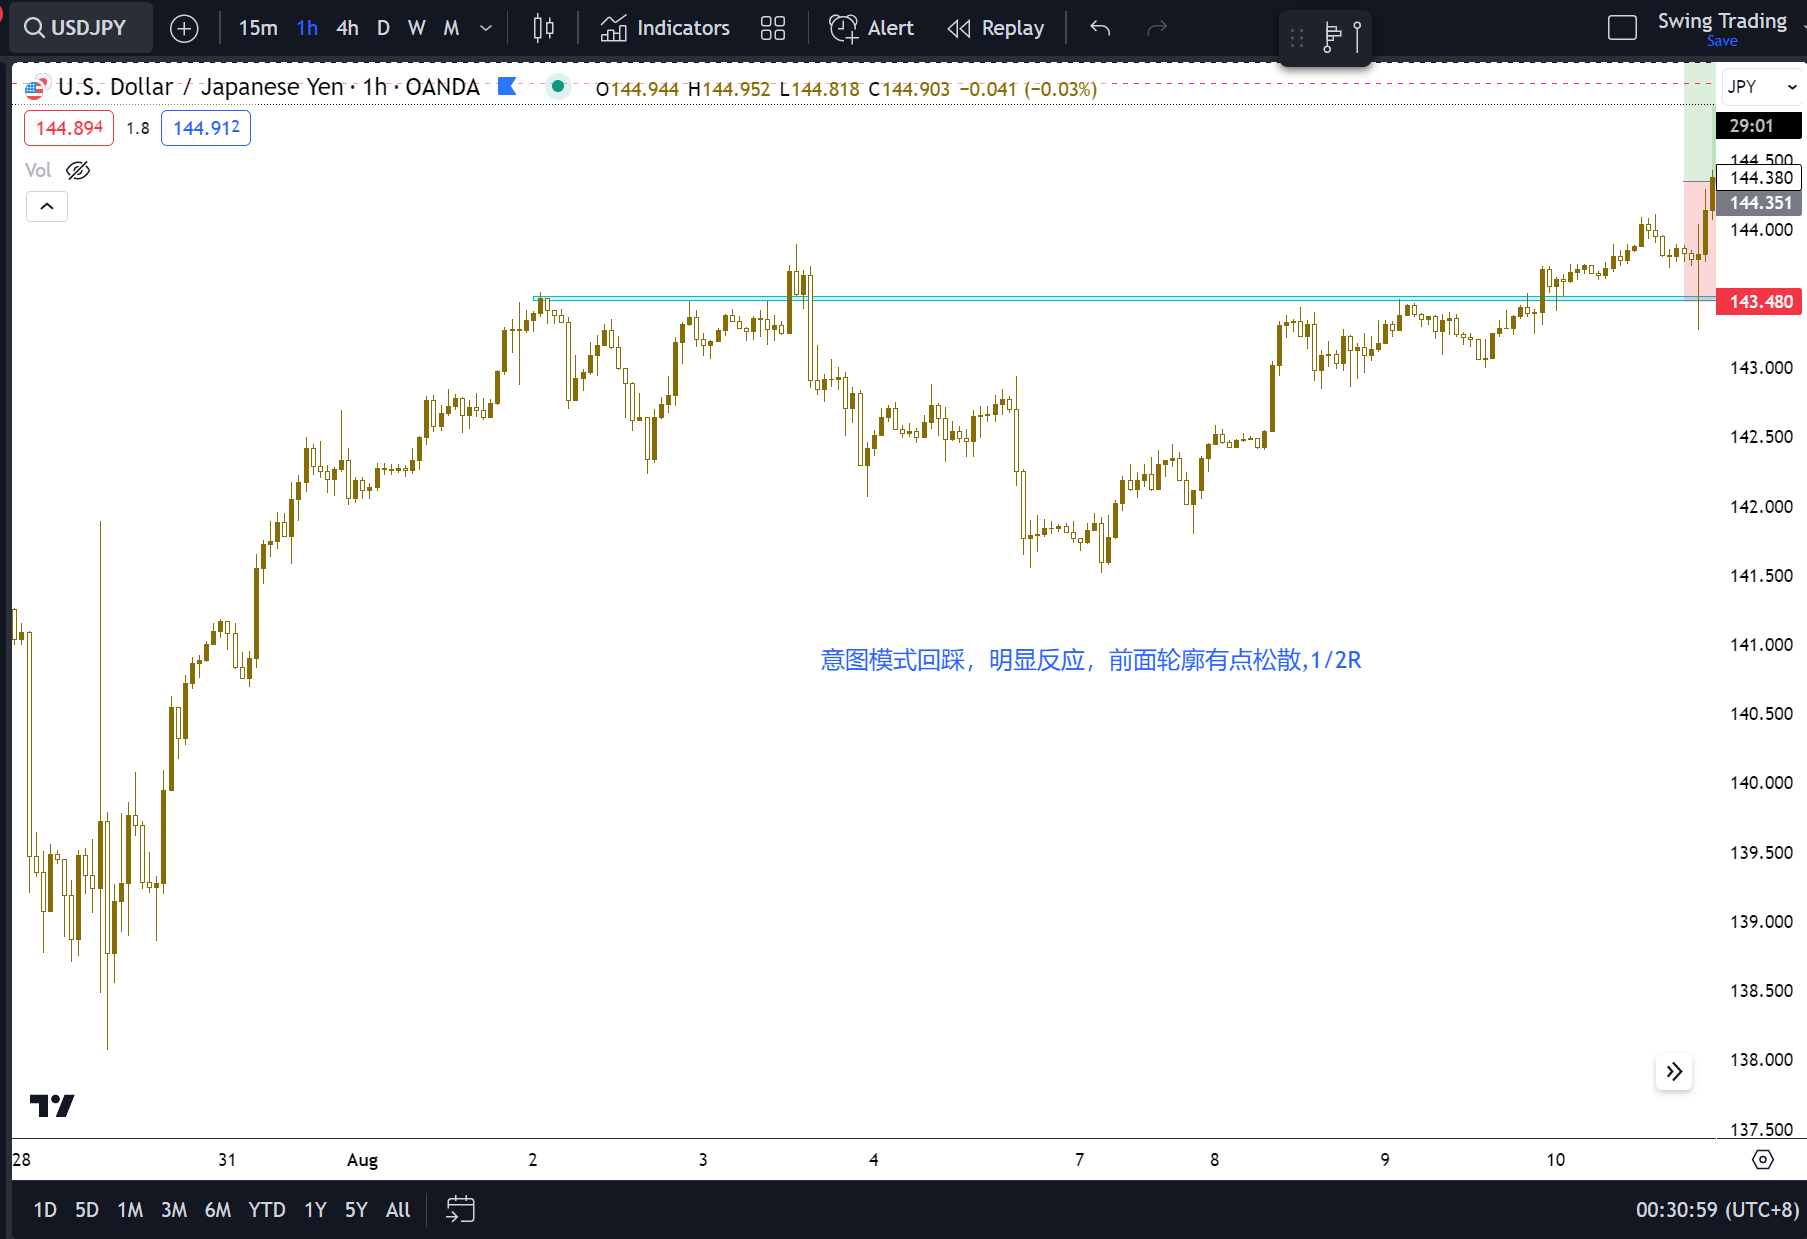 USDJPY 15m 1h 4h D W M Indicators Alert Replay Swing Trading
Save
U.S. Dollar / Japanese Yen · 1h · OANDA O144.944 H144.952 L144.818 C144.903 −0.041 (−0.03%) JPY
144.894 1.8 144.912
29:01
Vol
144.500
144.380
144.351
144.000
143.480
143.000
142.500
142.000
141.500
意图模式回踩，明显反应，前面轮廓有点松散,1/2R
141.000
140.500
140.000
139.500
139.000
138.500
138.000
137.500
28 31 Aug 2 3 4 7 8 9 10
1D 5D 1M 3M 6M YTD 1Y 5Y All 00:30:59 (UTC+8)